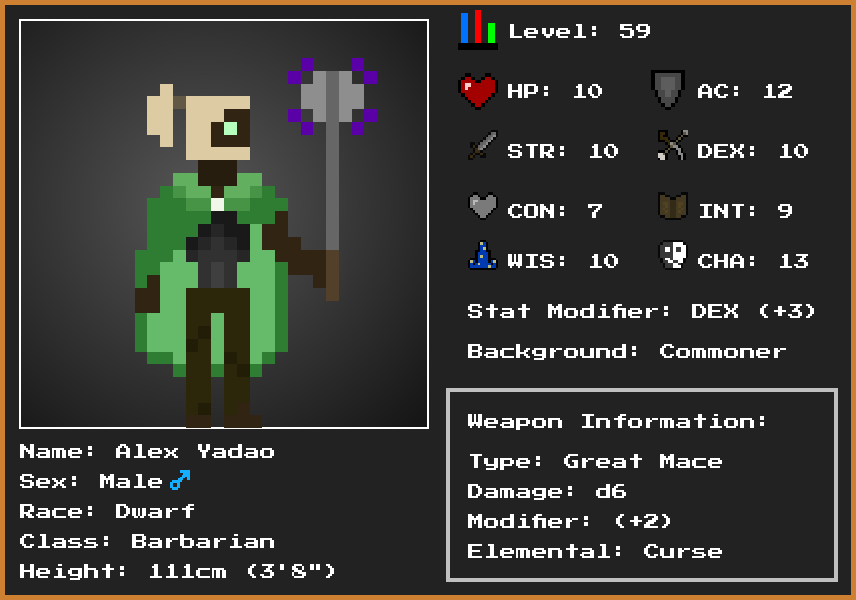 Level: 59
HP: 10
AC: 12
STR: 10
DEX: 10
CON: 7
INT: 9
WIS: 10
CHA: 13
Stat Modifier: DEX (+3)
Background: Commoner
Weapon Information:
Type: Great Mace
Damage: d6
Modifier: (+2)
Elemental: Curse
Name: Alex Yadao
Sex: Male ♂
Race: Dwarf
Class: Barbarian
Height: 111cm (3'8")